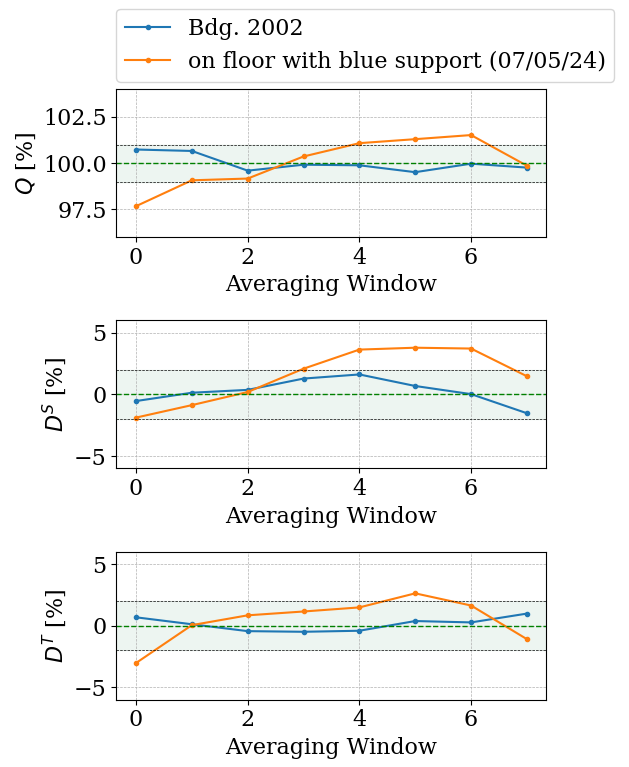 Bdg. 2002
on floor with blue support (07/05/24)
102.5
100.0
97.5
Q [%]
0 2 4 6
Averaging Window
5
0
−5
D^S [%]
0 2 4 6
Averaging Window
5
0
−5
D^T [%]
0 2 4 6
Averaging Window